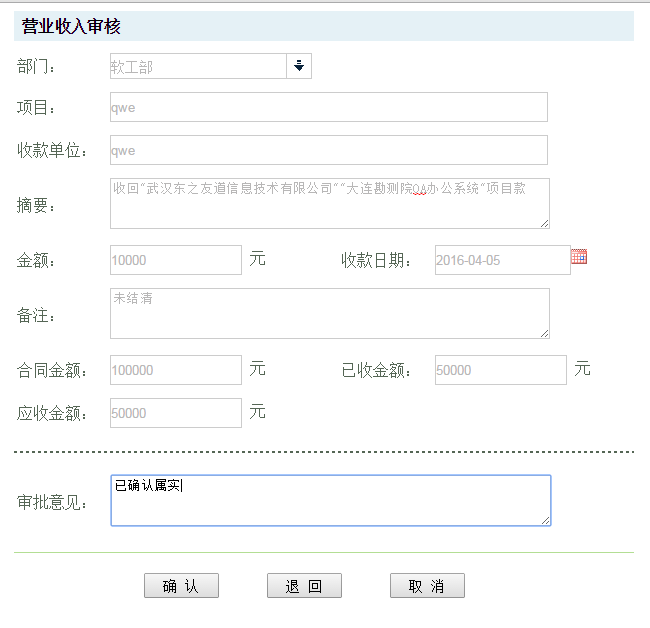 营业收入审核
部门： 软工部
项目： qwe
收款单位： qwe
摘要： 收回“武汉东之友道信息技术有限公司”“大连勘测院OA办公系统”项目款
金额： 10000 元 收款日期： 2016-04-05
备注： 未结清
合同金额： 100000 元 已收金额： 50000 元
应收金额： 50000 元
审批意见： 已确认属实
确 认 退 回 取 消